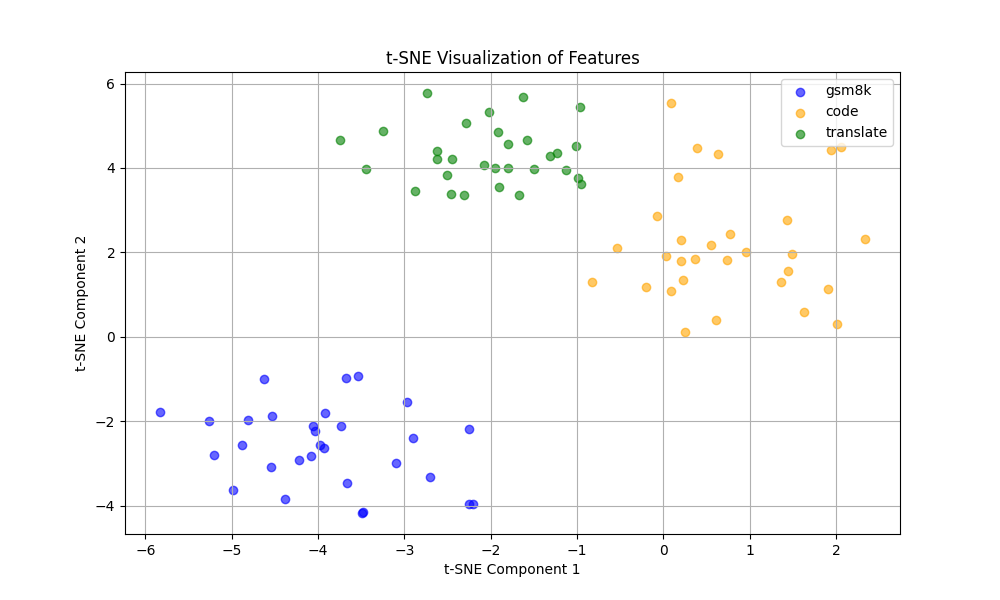 t-SNE Visualization of Features
gsm8k
code
translate
6
4
2
0
−2
−4
t-SNE Component 2
−6
−5
−4
−3
−2
−1
0
1
2
t-SNE Component 1